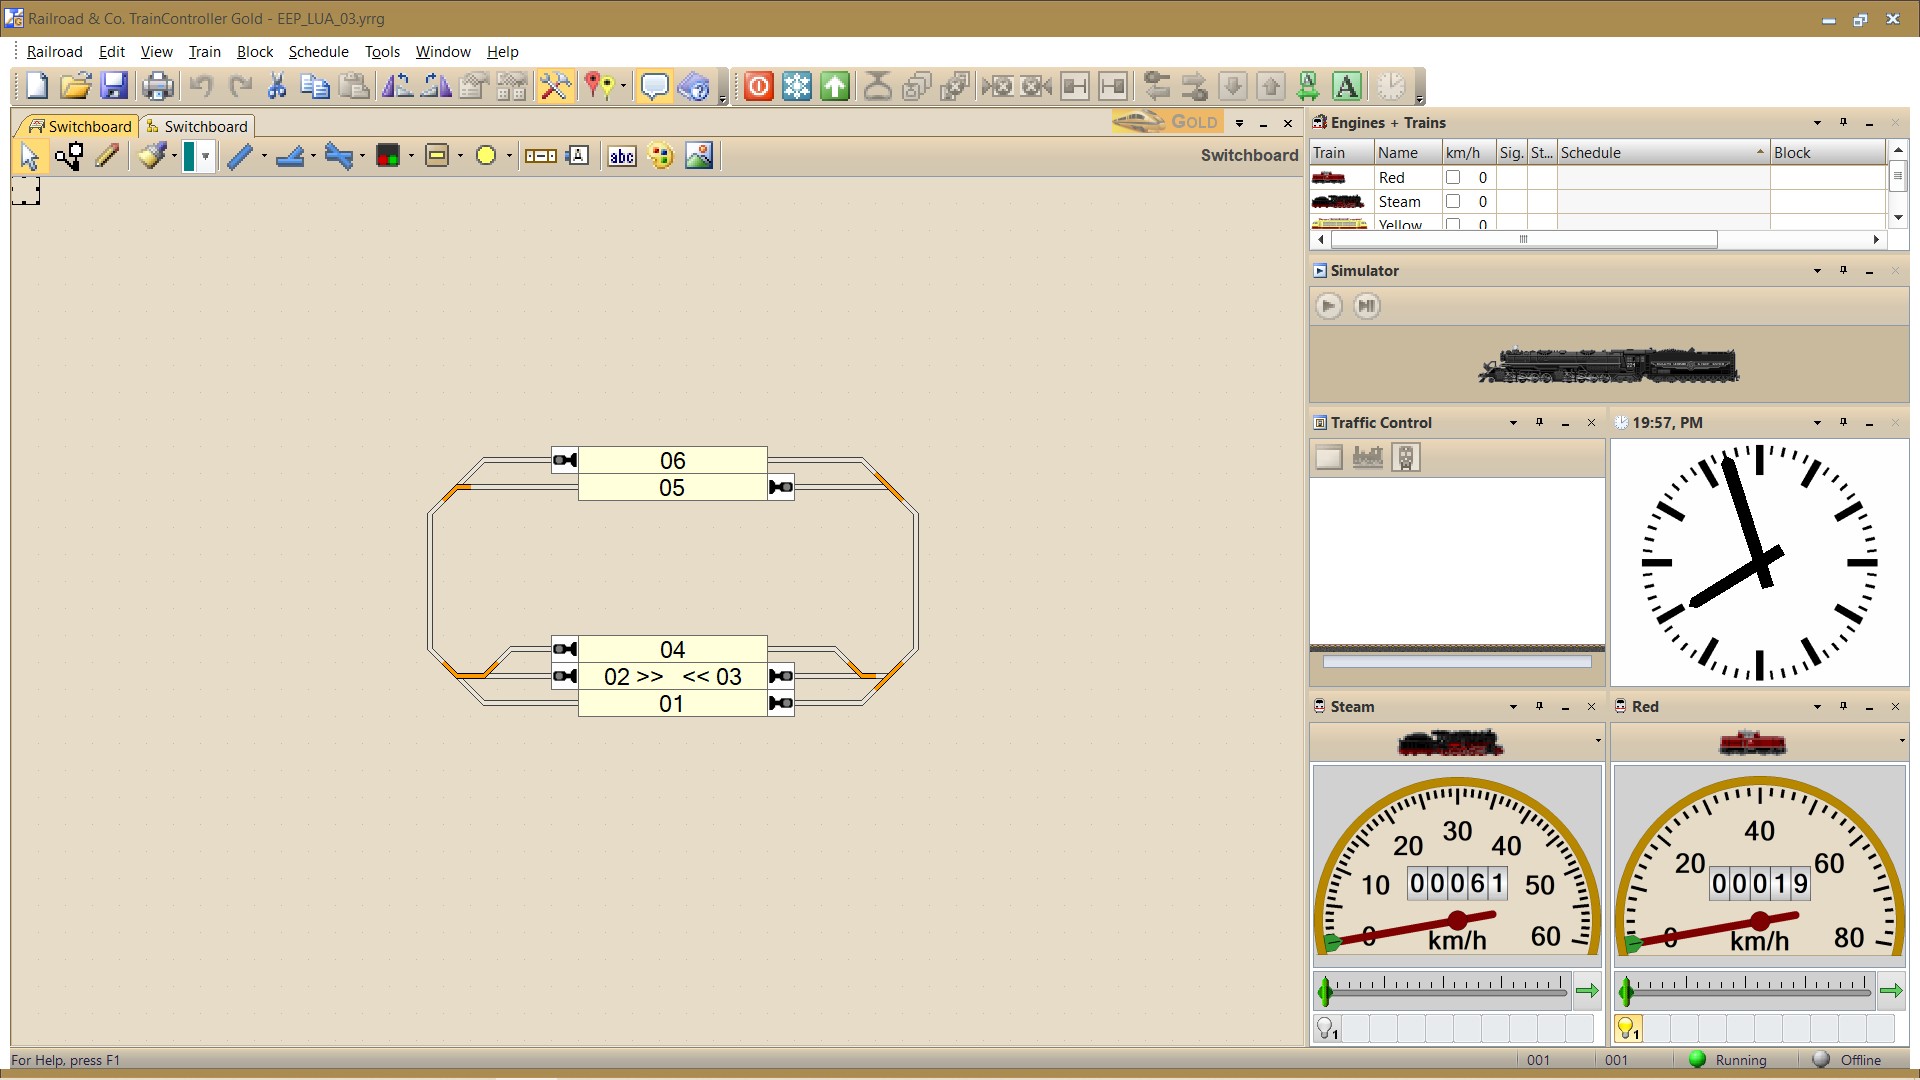 Railroad & Co. TrainController Gold - EEP_LUA_03.yrrg
Railroad Edit View Train Block Schedule Tools Window Help
Switchboard Switchboard GOLD
abc Switchboard
Engines + Trains
Train Name km/h Sig. St... Schedule Block
Red 0
Steam 0
Yellow 0
Simulator
Traffic Control
19:57, PM
06
05
04
02 >> << 03
01
Steam
0 10 20 30 40 50 60
00061
km/h
1
Red
0 20 40 60 80
00019
km/h
1
For Help, press F1 001 001 Running Offline